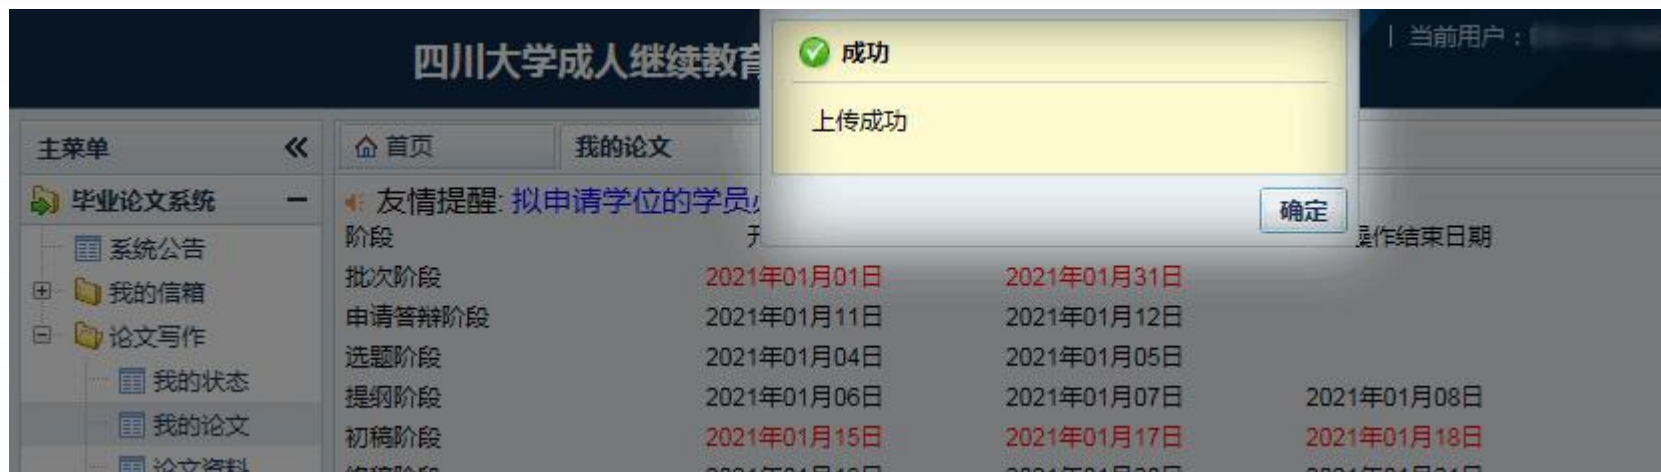 四川大学成人继续教育
当前用户：
成功
上传成功
确定
主菜单
首页
我的论文
毕业论文系统
系统公告
我的信箱
论文写作
我的状态
我的论文
论文资料
友情提醒: 拟申请学位的学员
阶段 操作结束日期
批次阶段 2021年01月01日 2021年01月31日
申请答辩阶段 2021年01月11日 2021年01月12日
选题阶段 2021年01月04日 2021年01月05日
提纲阶段 2021年01月06日 2021年01月07日 2021年01月08日
初稿阶段 2021年01月15日 2021年01月17日 2021年01月18日